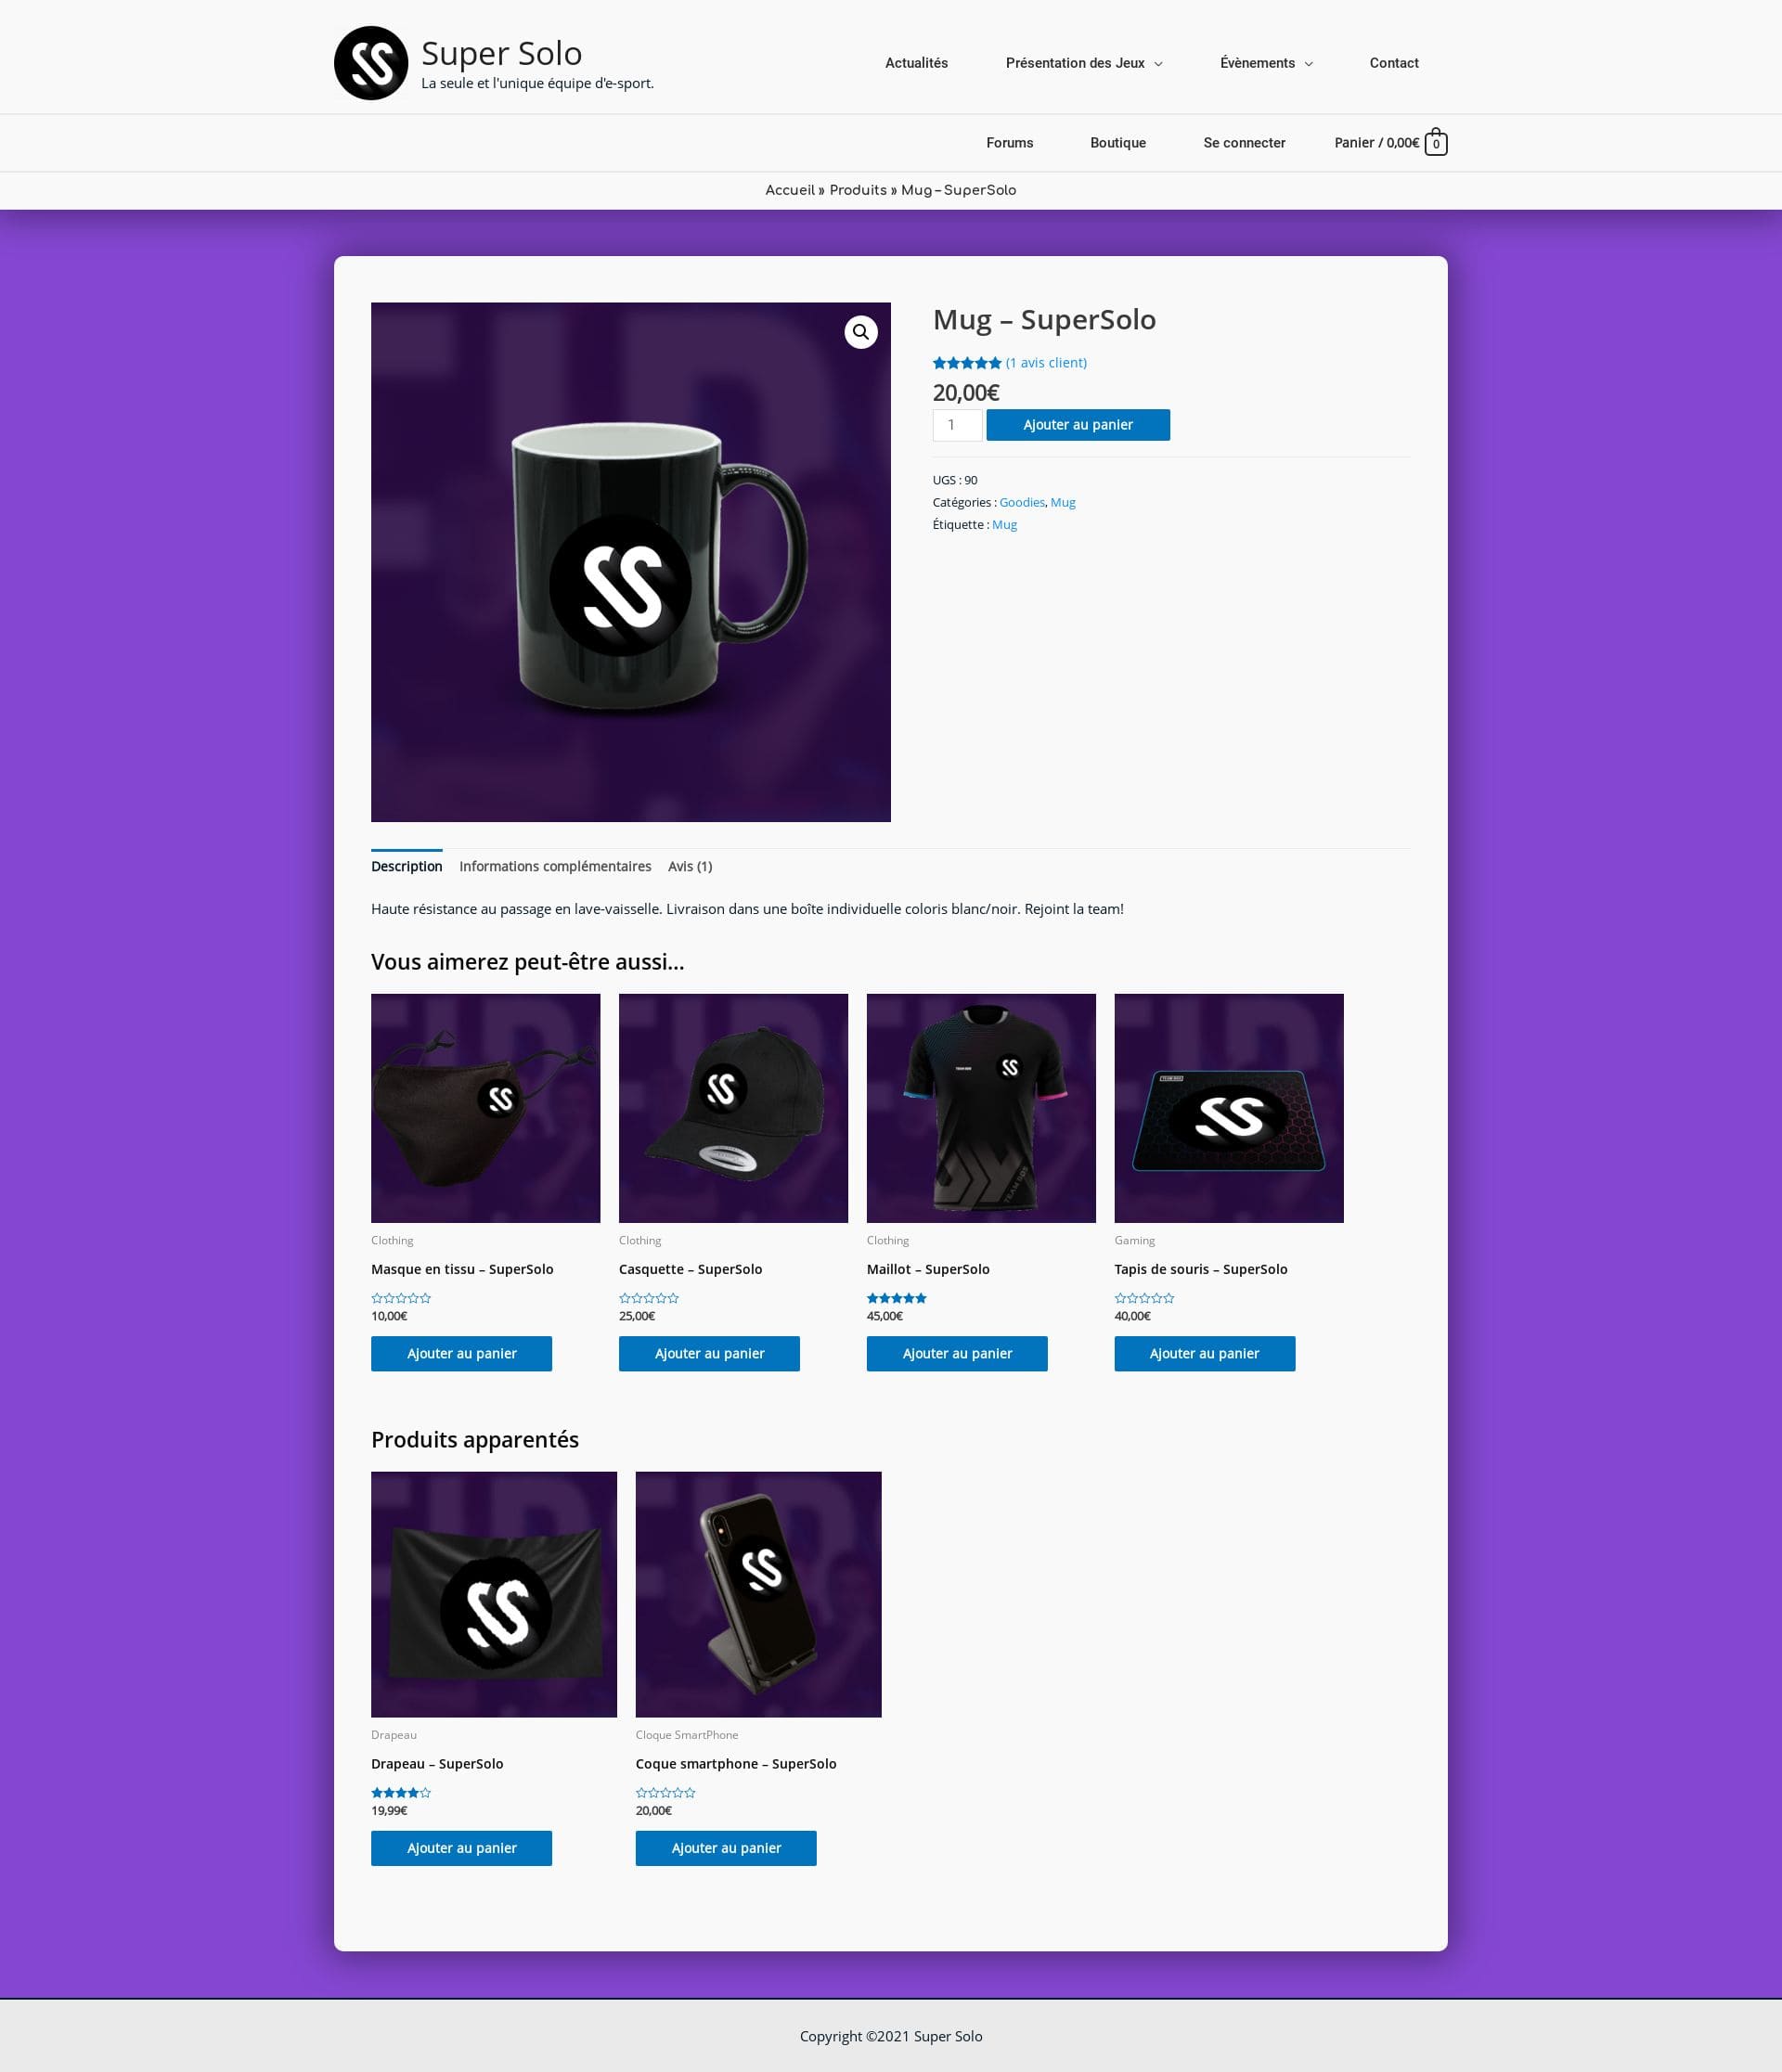 Super Solo
La seule et l'unique équipe d'e-sport.
Actualités
Présentation des Jeux
Évènements
Contact
Forums
Boutique
Se connecter
Panier / 0,00€ 0
Accueil » Produits » Mug – SuperSolo
Mug – SuperSolo
(1 avis client)
20,00€
1
Ajouter au panier
UGS : 90
Catégories : Goodies, Mug
Étiquette : Mug
Description
Informations complémentaires
Avis (1)
Haute résistance au passage en lave-vaisselle. Livraison dans une boîte individuelle coloris blanc/noir. Rejoint la team!
Vous aimerez peut-être aussi…
Clothing
Masque en tissu – SuperSolo
10,00€
Ajouter au panier
Clothing
Casquette – SuperSolo
25,00€
Ajouter au panier
Clothing
Maillot – SuperSolo
45,00€
Ajouter au panier
Gaming
Tapis de souris – SuperSolo
40,00€
Ajouter au panier
Produits apparentés
Drapeau
Drapeau – SuperSolo
19,99€
Ajouter au panier
Cloque SmartPhone
Coque smartphone – SuperSolo
20,00€
Ajouter au panier
Copyright ©2021 Super Solo